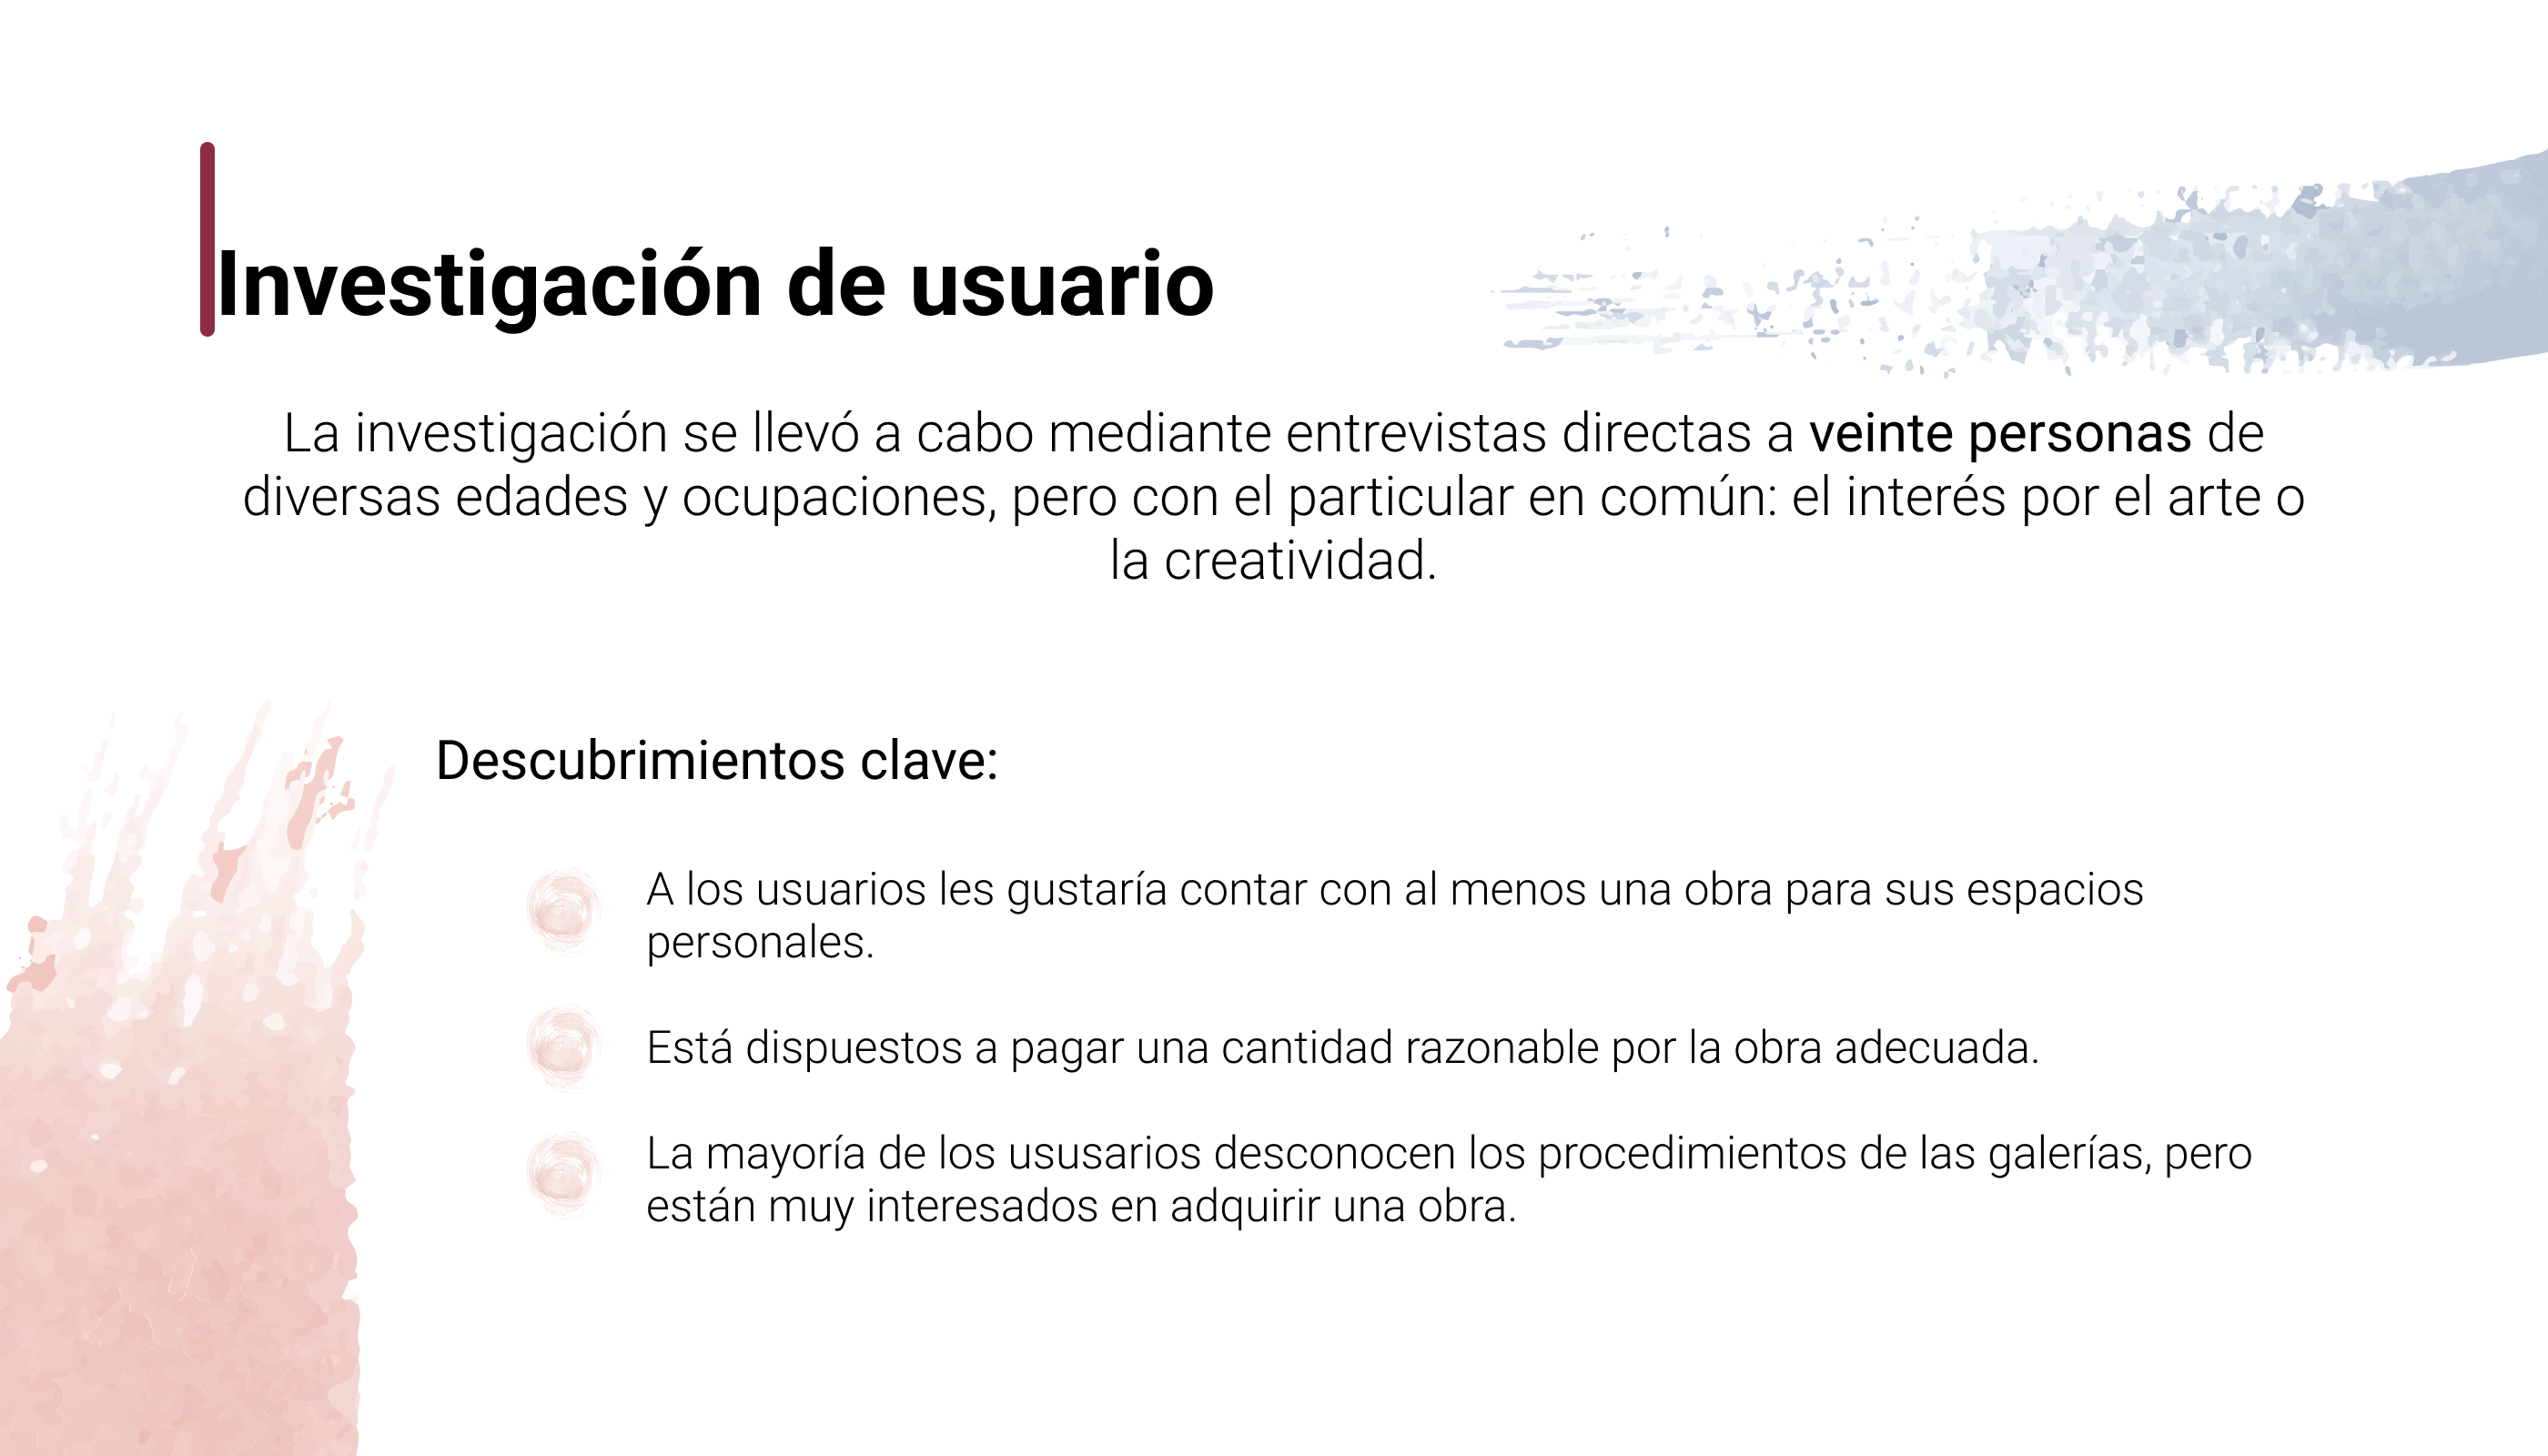 Investigación de usuario
La investigación se llevó a cabo mediante entrevistas directas a veinte personas de
diversas edades y ocupaciones, pero con el particular en común: el interés por el arte o
la creatividad.
Descubrimientos clave:
A los usuarios les gustaría contar con al menos una obra para sus espacios
personales.
Está dispuestos a pagar una cantidad razonable por la obra adecuada.
La mayoría de los ususarios desconocen los procedimientos de las galerías, pero
están muy interesados en adquirir una obra.